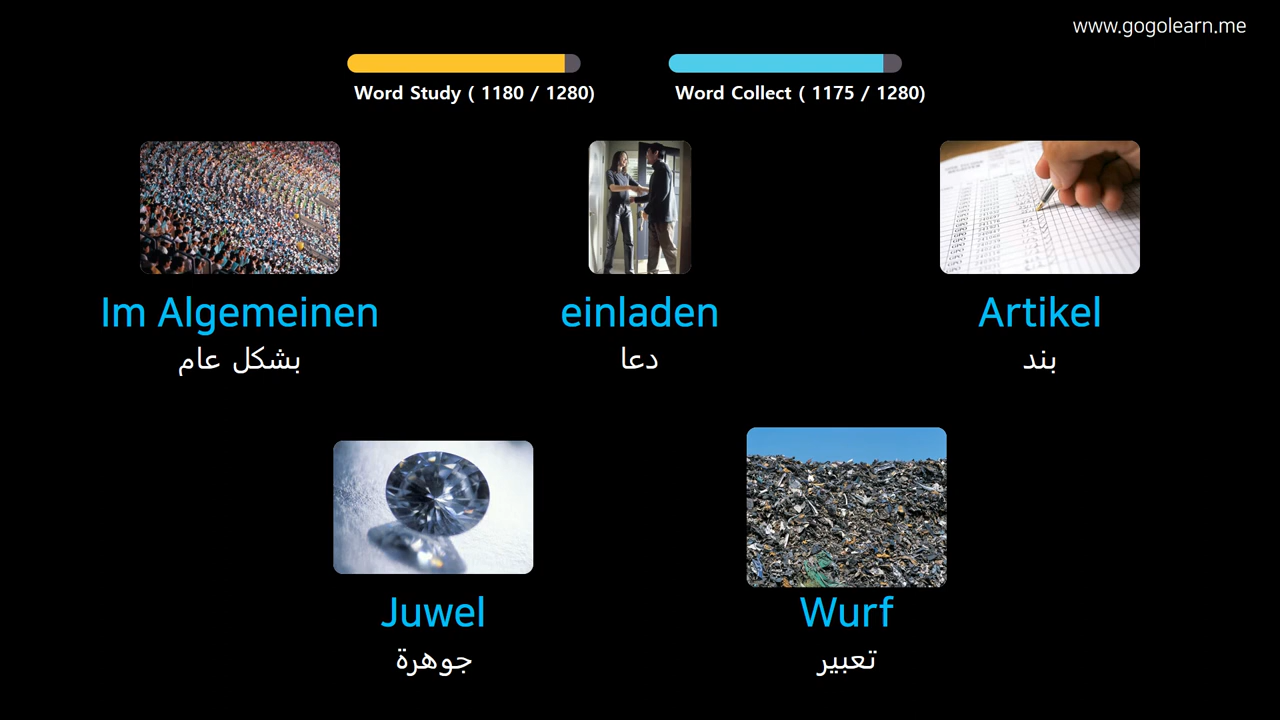 www.gogolearn.me
Word Study ( 1180 / 1280)
Word Collect ( 1175 / 1280)
Im Algemeinen
بشكل عام
einladen
دعا
Artikel
بند
Juwel
جوهرة
Wurf
تعبير